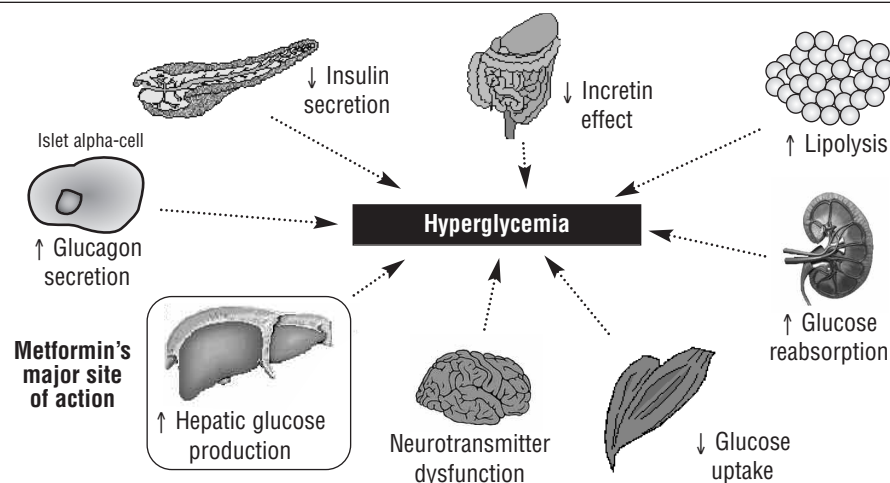 ↓ Insulin
secretion
↓ Incretin
effect
↑ Lipolysis
Islet alpha-cell
↑ Glucagon
secretion
Hyperglycemia
↑ Glucose
reabsorption
Metformin's
major site
of action
↑ Hepatic glucose
production
Neurotransmitter
dysfunction
↓ Glucose
uptake